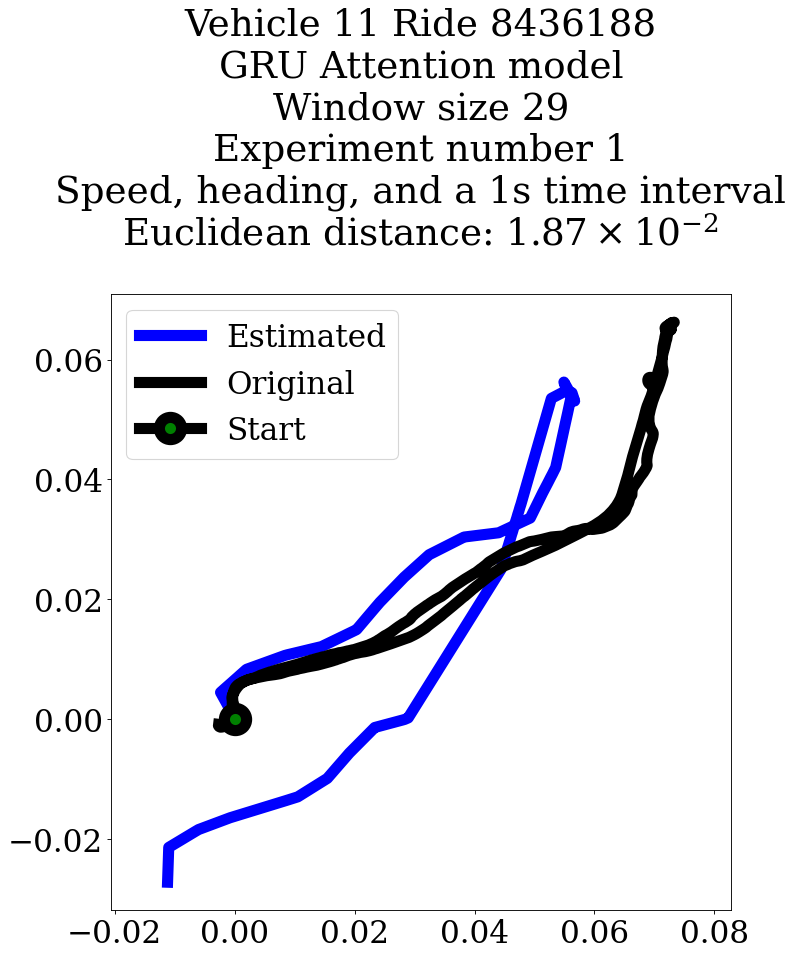 Vehicle 11 Ride 8436188
GRU Attention model
Window size 29
Experiment number 1
Speed, heading, and a 1s time interval
Euclidean distance: 1.87 × 10⁻²
Estimated
Original
Start
0.06
0.04
0.02
0.00
−0.02
−0.02 0.00 0.02 0.04 0.06 0.08